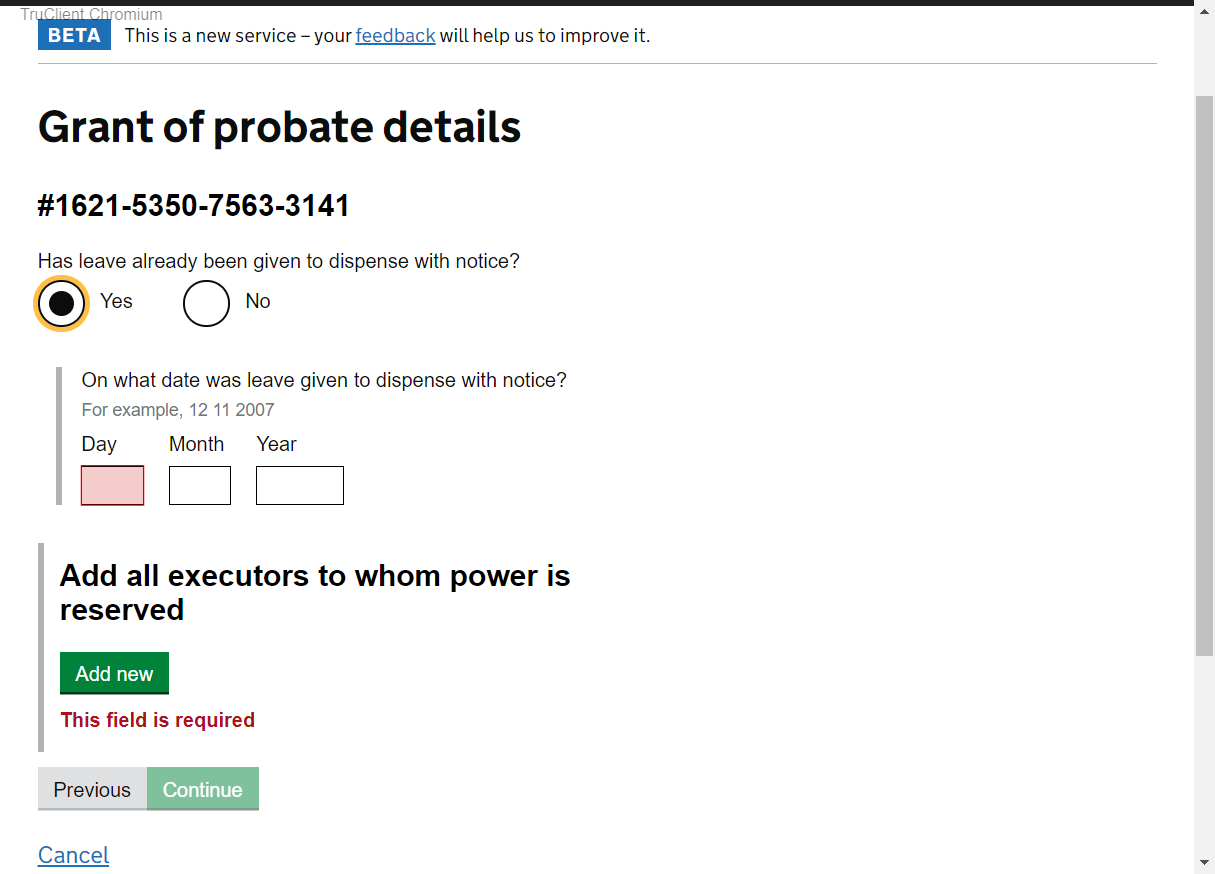 TruClient Chromium
BETA This is a new service – your feedback will help us to improve it.
Grant of probate details
#1621-5350-7563-3141
Has leave already been given to dispense with notice?
Yes No
On what date was leave given to dispense with notice?
For example, 12 11 2007
Day Month Year
Add all executors to whom power is
reserved
Add new
This field is required
Previous Continue
Cancel